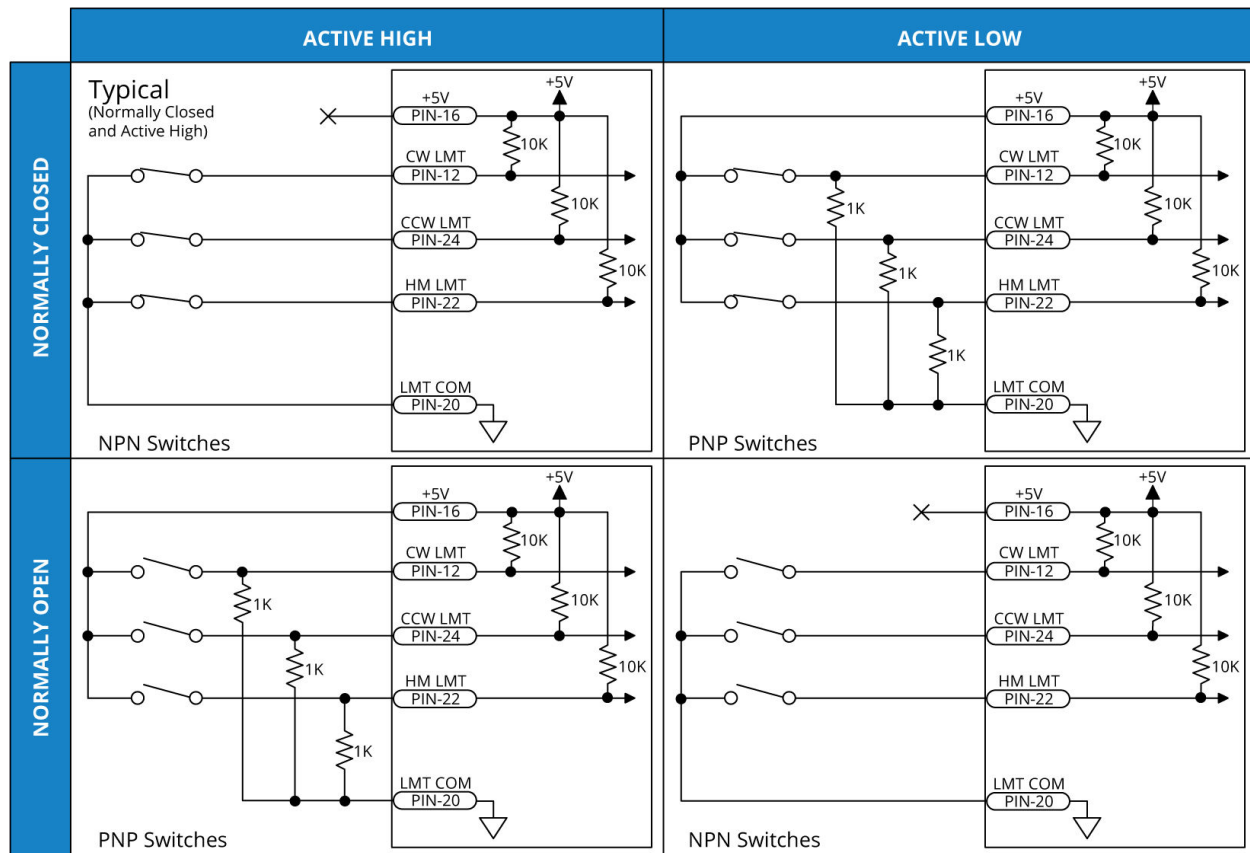 ACTIVE HIGH
ACTIVE LOW
NORMALLY CLOSED
Typical
(Normally Closed
and Active High)
+5V
+5V
PIN-16
10K
CW LMT
PIN-12
10K
CCW LMT
PIN-24
10K
HM LMT
PIN-22
LMT COM
PIN-20
NPN Switches
+5V
+5V
PIN-16
10K
CW LMT
PIN-12
1K
10K
CCW LMT
PIN-24
1K
10K
HM LMT
PIN-22
1K
LMT COM
PIN-20
PNP Switches
NORMALLY OPEN
+5V
+5V
PIN-16
10K
CW LMT
PIN-12
1K
10K
CCW LMT
PIN-24
1K
10K
HM LMT
PIN-22
1K
LMT COM
PIN-20
PNP Switches
+5V
+5V
PIN-16
10K
CW LMT
PIN-12
10K
CCW LMT
PIN-24
10K
HM LMT
PIN-22
LMT COM
PIN-20
NPN Switches